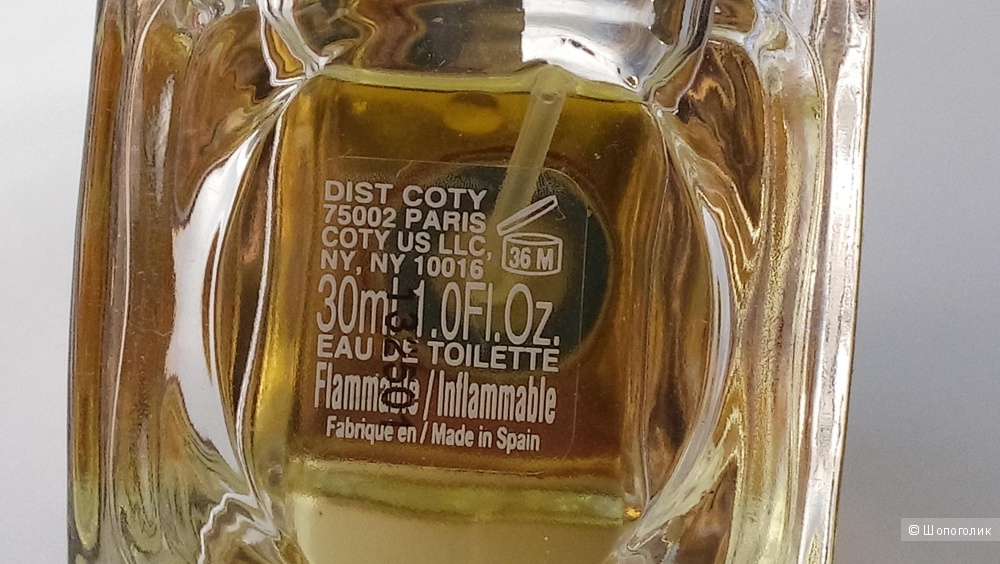 DIST COTY
75002 PARIS
COTY US LLC,
NY, NY 10016
36 M
30ml 1.0Fl.Oz.
EAU DE TOILETTE
Flammable / Inflammable
Fabrique en / Made in Spain
© Шопоголик